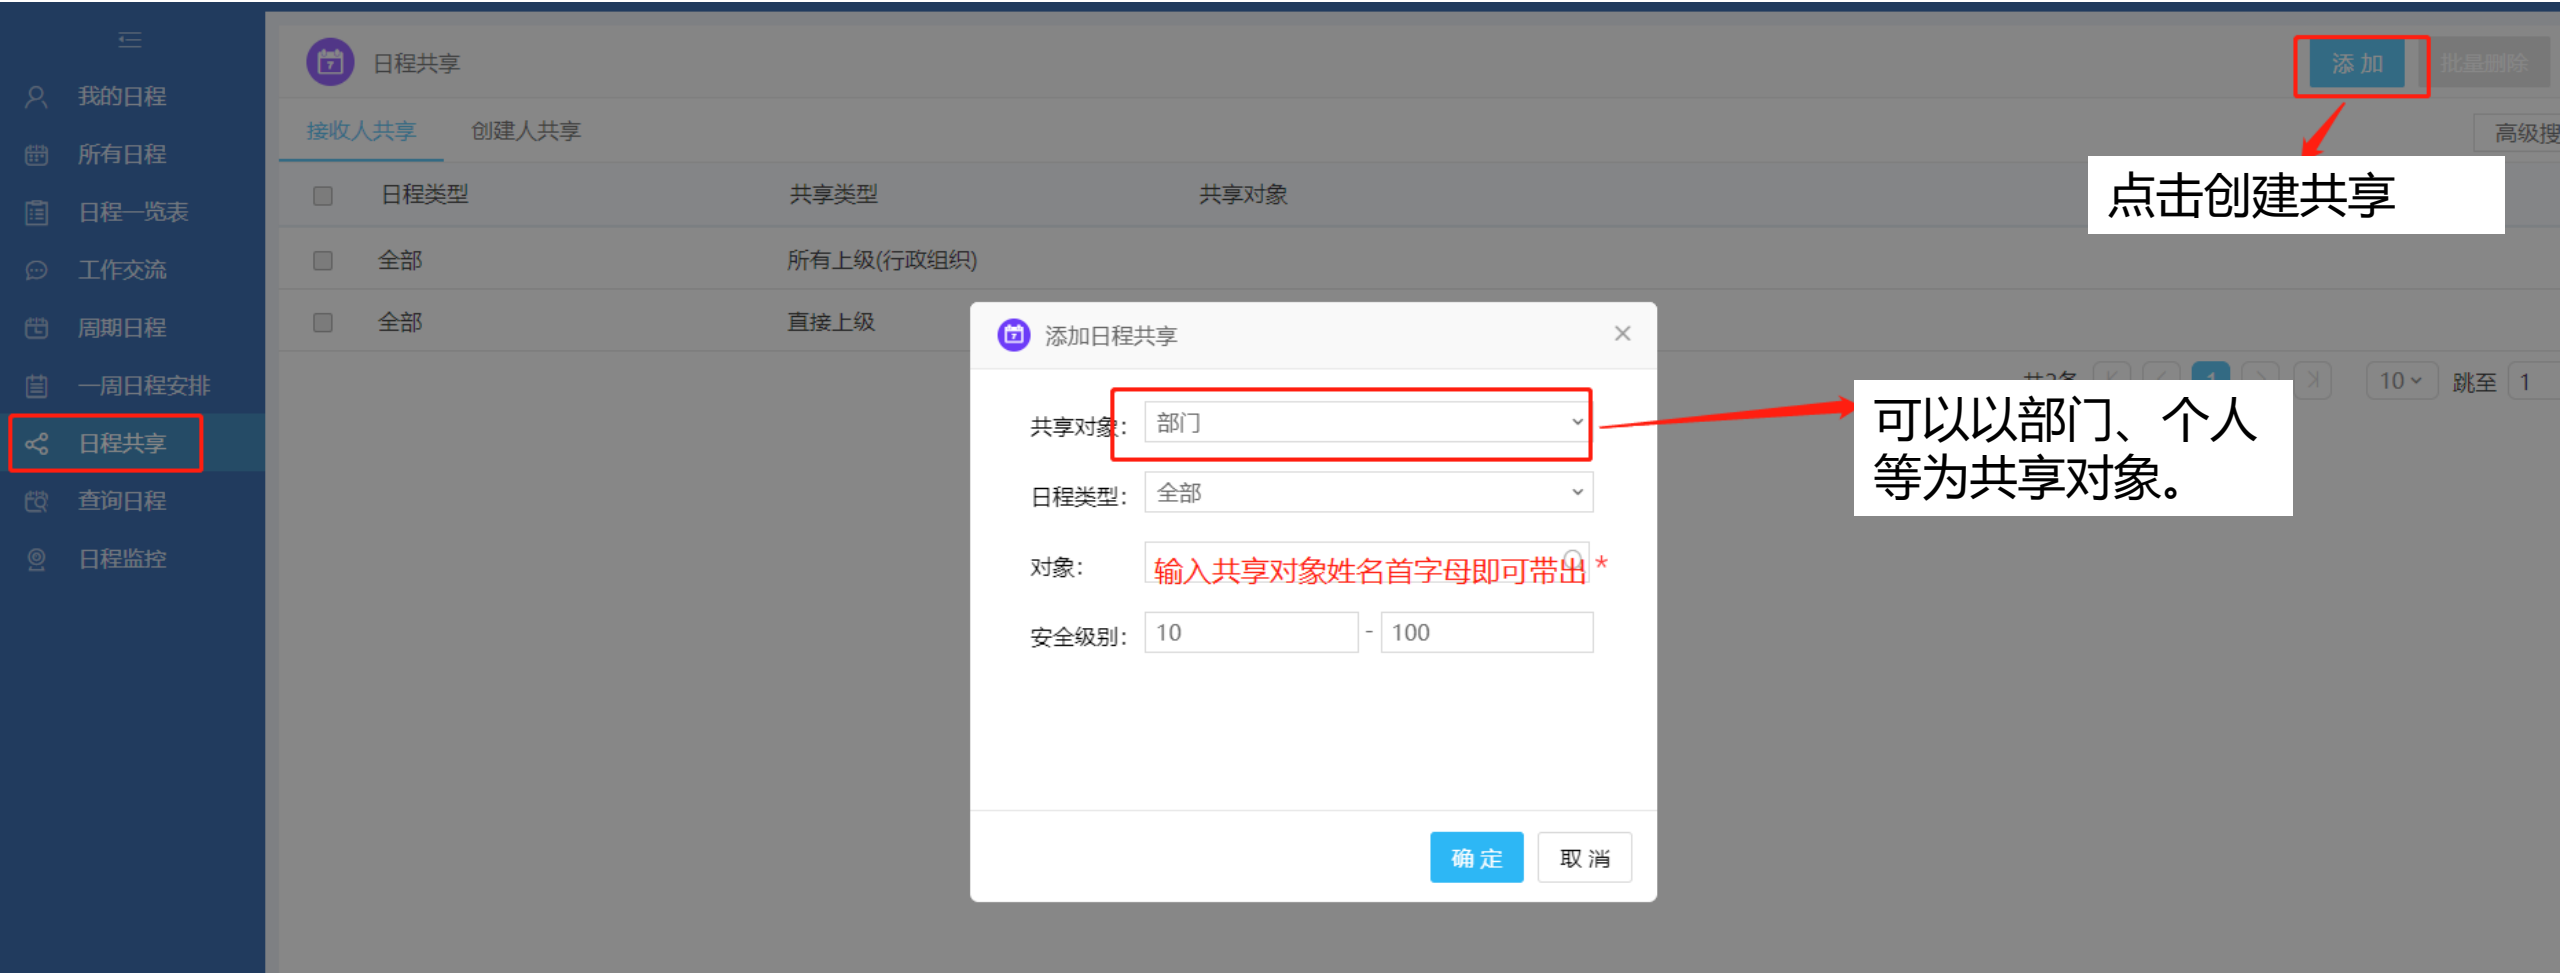 我的日程
所有日程
日程一览表
工作交流
周期日程
一周日程安排
日程共享
查询日程
日程监控
日程共享
添加
批量删除
接收人共享 创建人共享
高级搜
点击创建共享
日程类型 共享类型 共享对象
全部 所有上级(行政组织)
全部 直接上级
共2条 1 10 跳至 1
添加日程共享
共享对象： 部门
可以以部门、个人
等为共享对象。
日程类型： 全部
对象： 输入共享对象姓名首字母即可带出 *
安全级别： 10 - 100
确定 取消